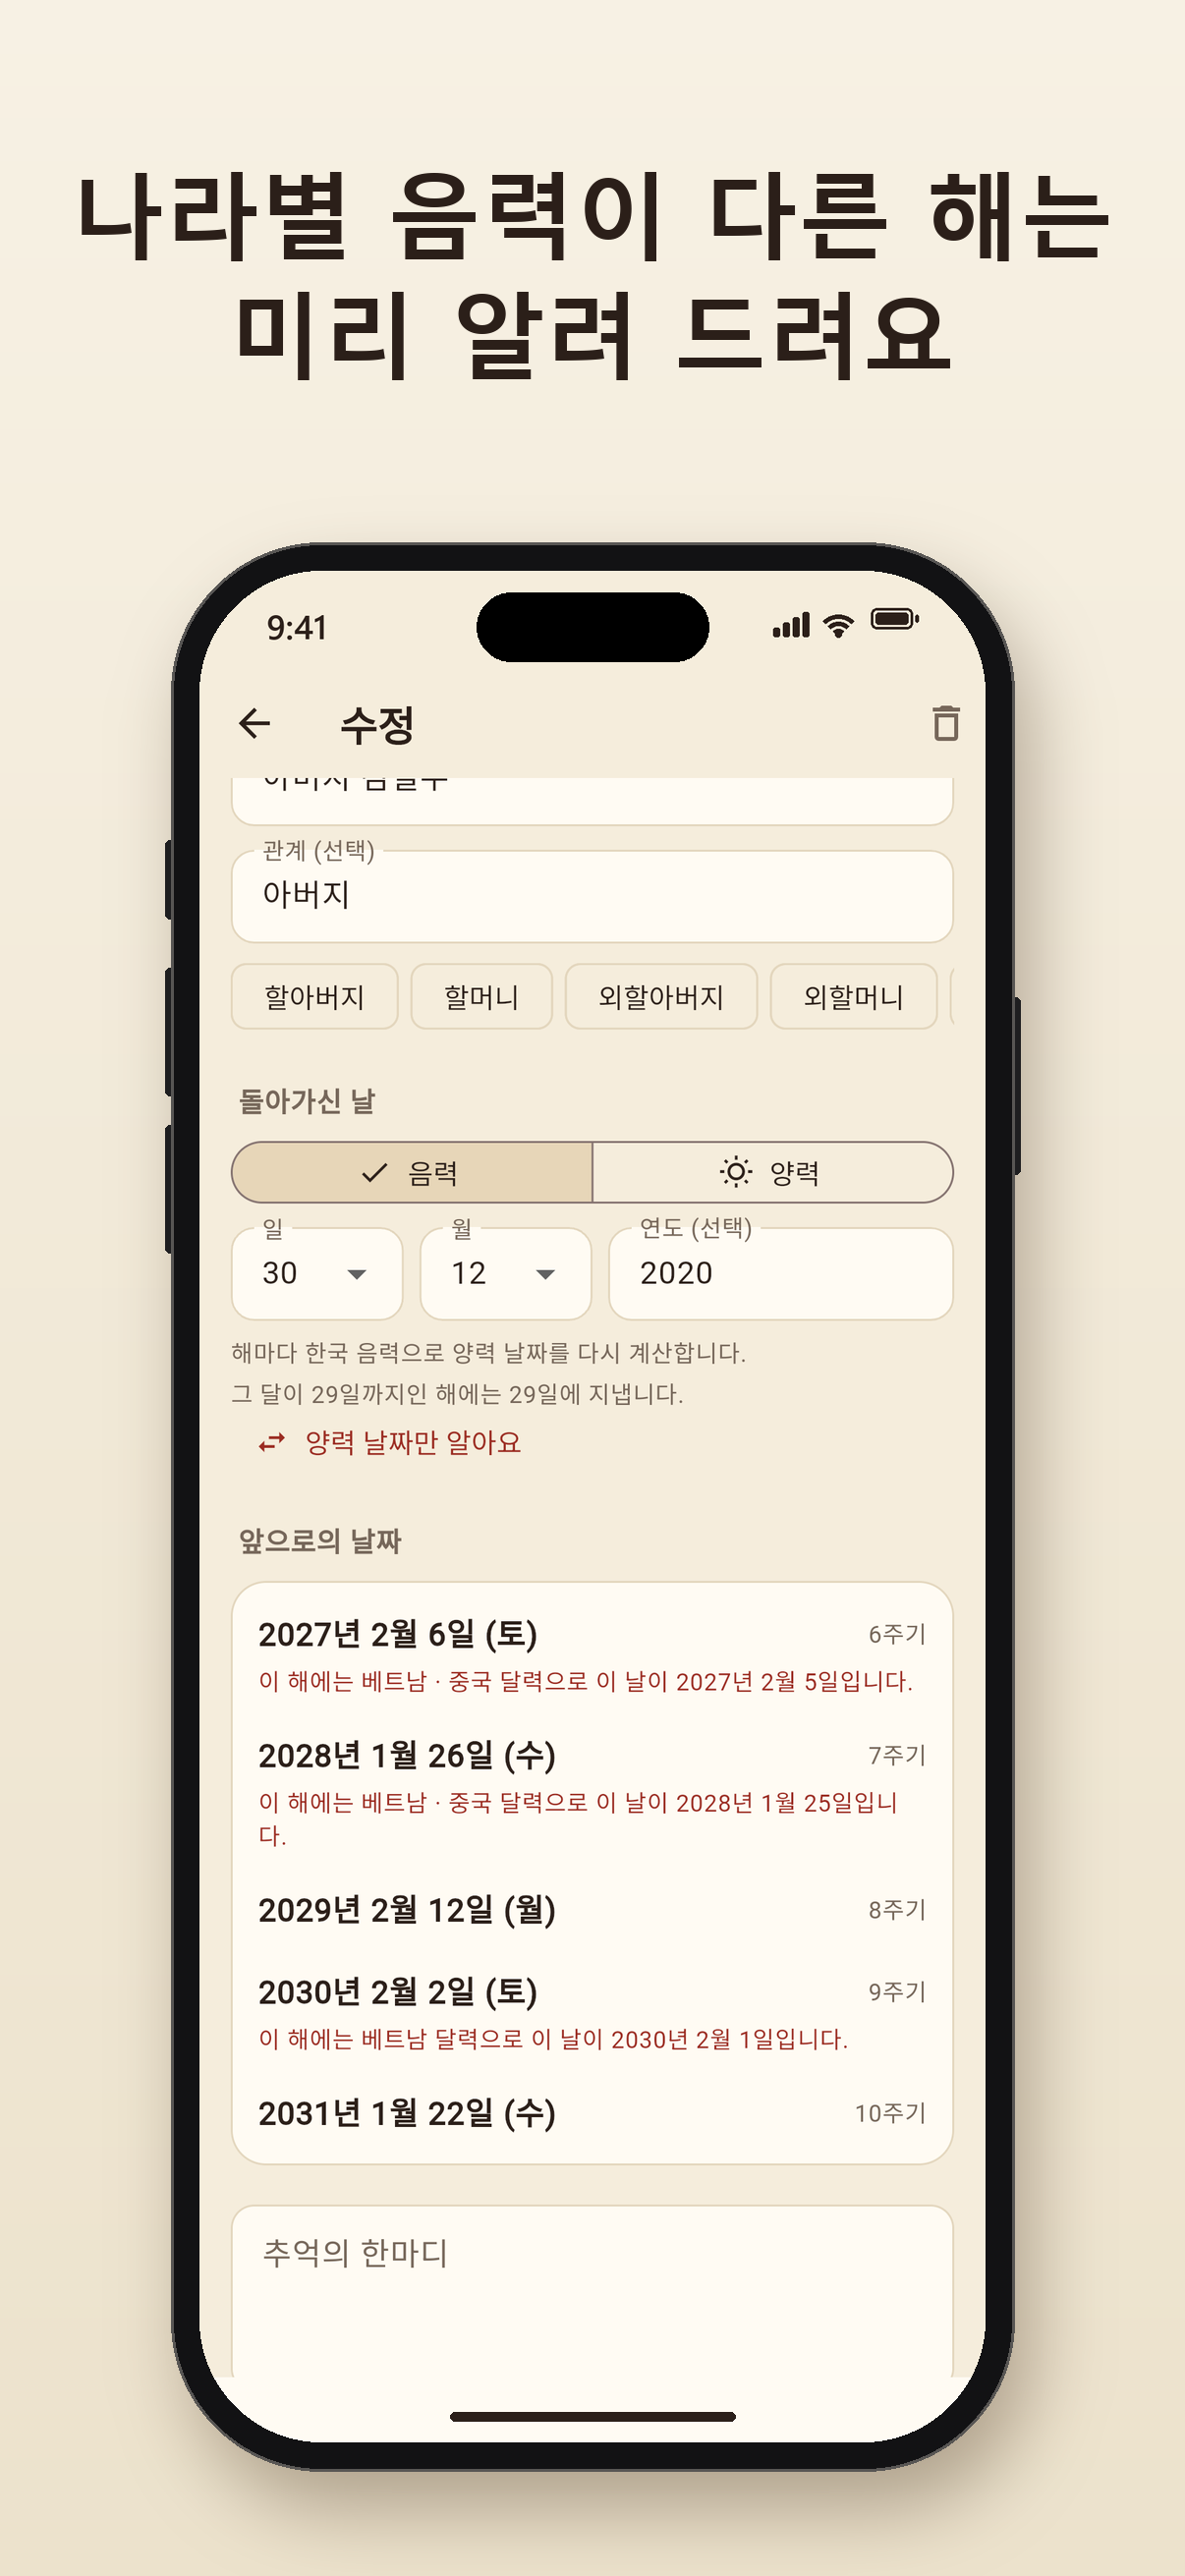 나라별 음력이 다른 해는
미리 알려 드려요
9:41
수정
관계 (선택)
아버지
할아버지 할머니 외할아버지 외할머니
돌아가신 날
음력 양력
일 월 연도 (선택)
30 12 2020
해마다 한국 음력으로 양력 날짜를 다시 계산합니다.
그 달이 29일까지인 해에는 29일에 지냅니다.
양력 날짜만 알아요
앞으로의 날짜
2027년 2월 6일 (토) 6주기
이 해에는 베트남 · 중국 달력으로 이 날이 2027년 2월 5일입니다.
2028년 1월 26일 (수) 7주기
이 해에는 베트남 · 중국 달력으로 이 날이 2028년 1월 25일입니
다.
2029년 2월 12일 (월) 8주기
2030년 2월 2일 (토) 9주기
이 해에는 베트남 달력으로 이 날이 2030년 2월 1일입니다.
2031년 1월 22일 (수) 10주기
추억의 한마디